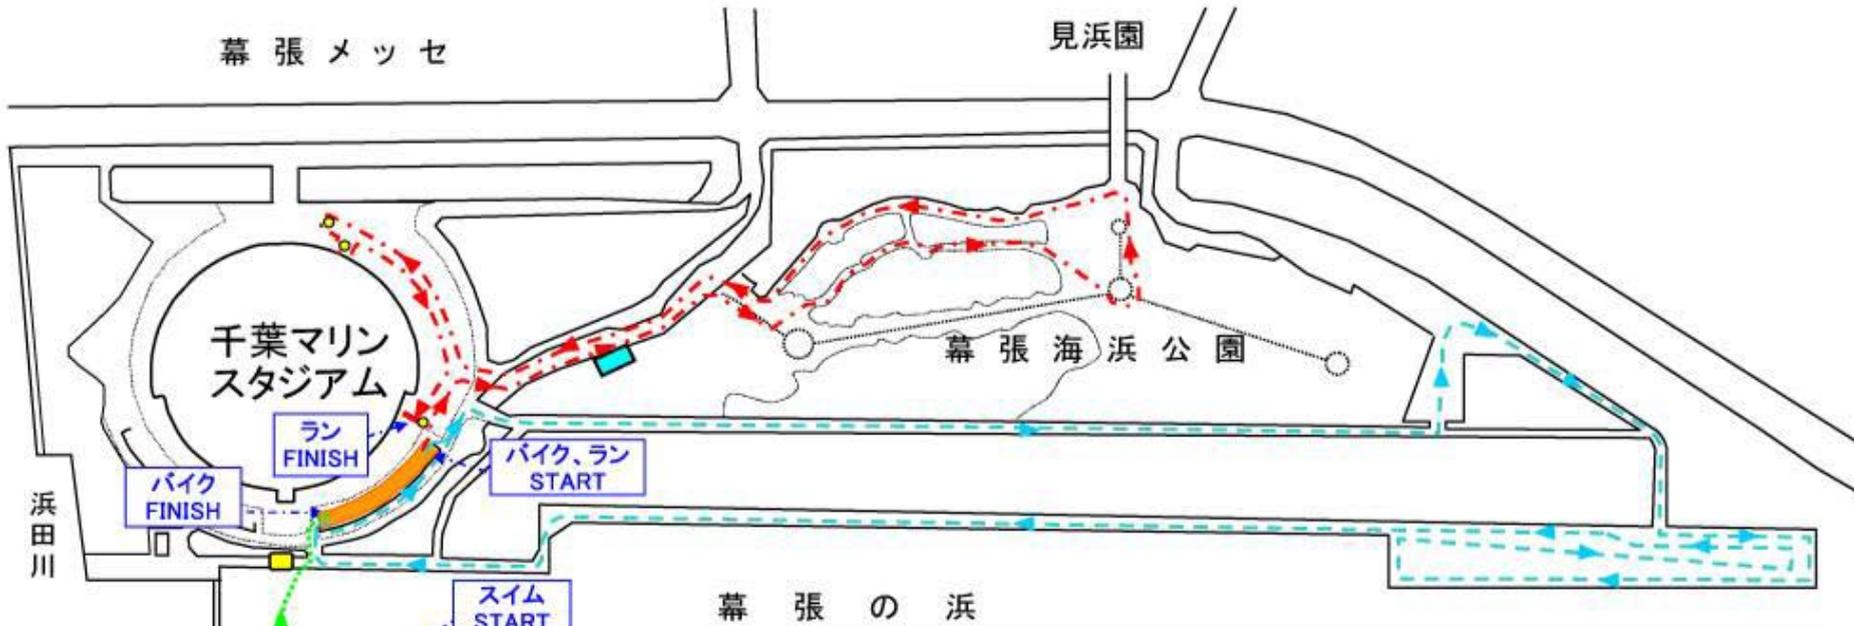 幕張メッセ
見浜園
千葉マリン
スタジアム
幕張海浜公園
ラン
FINISH
バイク、ラン
START
バイク
FINISH
浜田川
スイム
START
幕張の浜